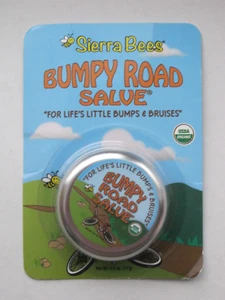 Sierra Bees®
BUMPY ROAD
SALVE®
"FOR LIFE'S LITTLE BUMPS & BRUISES"
USDA
ORGANIC
"FOR LIFE'S LITTLE BUMPS & BRUISES"
BUMPY
ROAD
SALVE